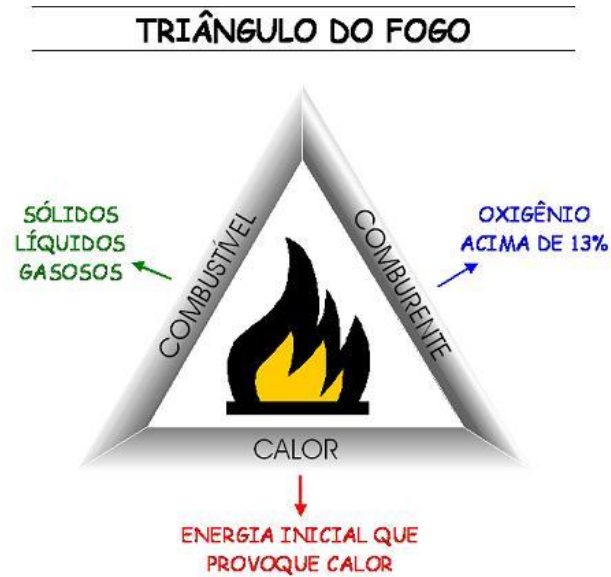 TRIÂNGULO DO FOGO
SÓLIDOS
LÍQUIDOS
GASOSOS
COMBUSTÍVEL
COMBURENTE
OXIGÊNIO
ACIMA DE 13%
CALOR
ENERGIA INICIAL QUE
PROVOQUE CALOR